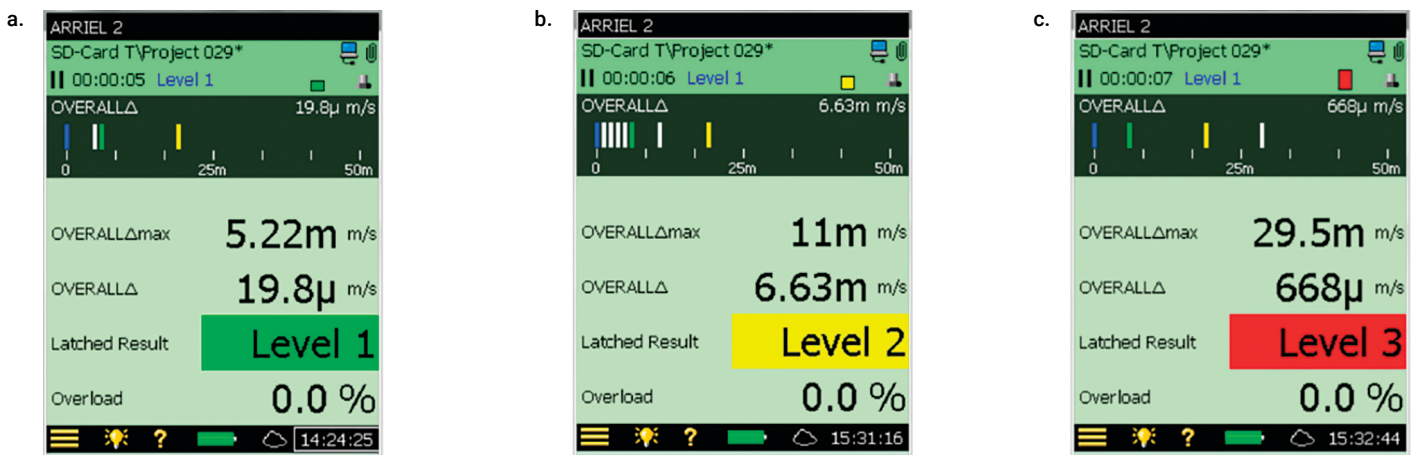 a.
ARRIEL 2
SD-Card T\Project 029*
00:00:05 Level 1
OVERALLΔ 19.8µ m/s
0 25m 50m
OVERALLΔmax 5.22m m/s
OVERALLΔ 19.8µ m/s
Latched Result Level 1
Overload 0.0 %
? 14:24:25
b.
ARRIEL 2
SD-Card T\Project 029*
00:00:06 Level 1
OVERALLΔ 6.63m m/s
0 25m 50m
OVERALLΔmax 11m m/s
OVERALLΔ 6.63m m/s
Latched Result Level 2
Overload 0.0 %
? 15:31:16
c.
ARRIEL 2
SD-Card T\Project 029*
00:00:07 Level 1
OVERALLΔ 668µ m/s
0 25m 50m
OVERALLΔmax 29.5m m/s
OVERALLΔ 668µ m/s
Latched Result Level 3
Overload 0.0 %
? 15:32:44